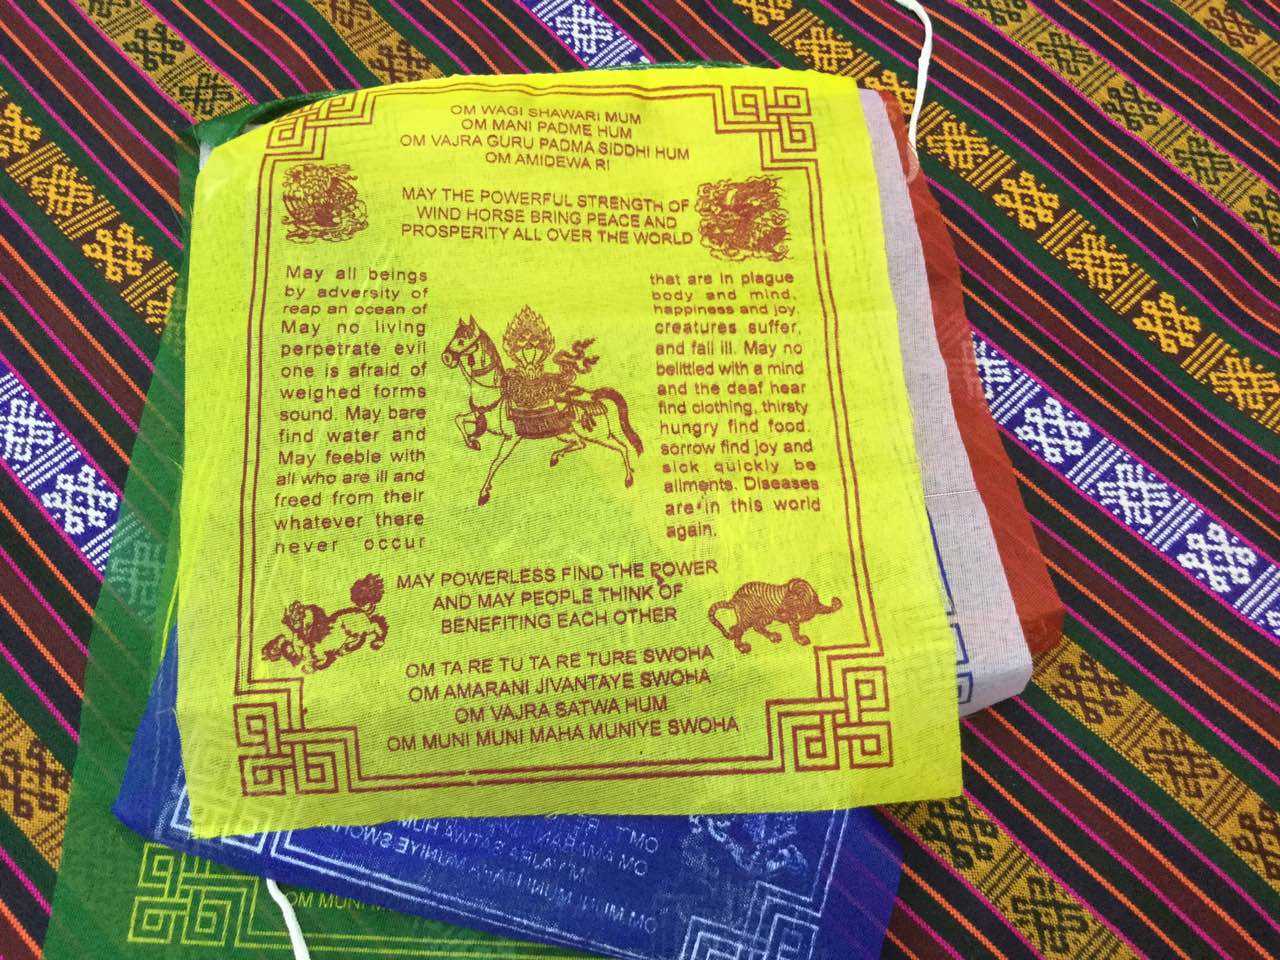 OM WAGI SHAWARI MUM
OM MANI PADME HUM
OM VAJRA GURU PADMA SIDDHI HUM
OM AMIDEWA RI
MAY THE POWERFUL STRENGTH OF
WIND HORSE BRING PEACE AND
PROSPERITY ALL OVER THE WORLD
May all beings that are in plague
by adversity of body and mind,
reap an ocean of happiness and joy.
May no living creatures suffer,
perpetrate evil and fall ill. May no
one is afraid of belittled with a mind
weighed forms and the deaf hear
sound. May bare find clothing, thirsty
find water and hungry find food.
May feeble with sorrow find joy and
all who are ill and sick quickly be
freed from their ailments. Diseases
whatever there are in this world
never occur again.
MAY POWERLESS FIND THE POWER
AND MAY PEOPLE THINK OF
BENEFITING EACH OTHER
OM TA RE TU TA RE TURE SWOHA
OM AMARANI JIVANTAYE SWOHA
OM VAJRA SATWA HUM
OM MUNI MUNI MAHA MUNIYE SWOHA
OM MUNI